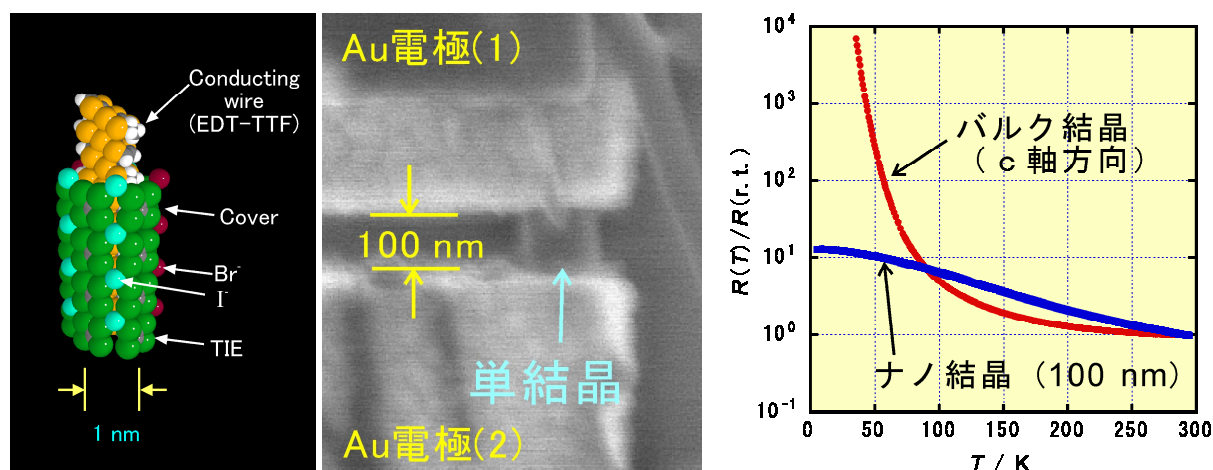 Conducting
wire
(EDT-TTF)
Cover
Br-
I-
TIE
1 nm
Au電極(1)
100 nm
単結晶
Au電極(2)
R(T)/R(r.t.)
10⁴
10³
10²
10¹
10⁰
10⁻¹
バルク結晶
(c軸方向)
ナノ結晶 (100 nm)
0 50 100 150 200 250 300
T / K